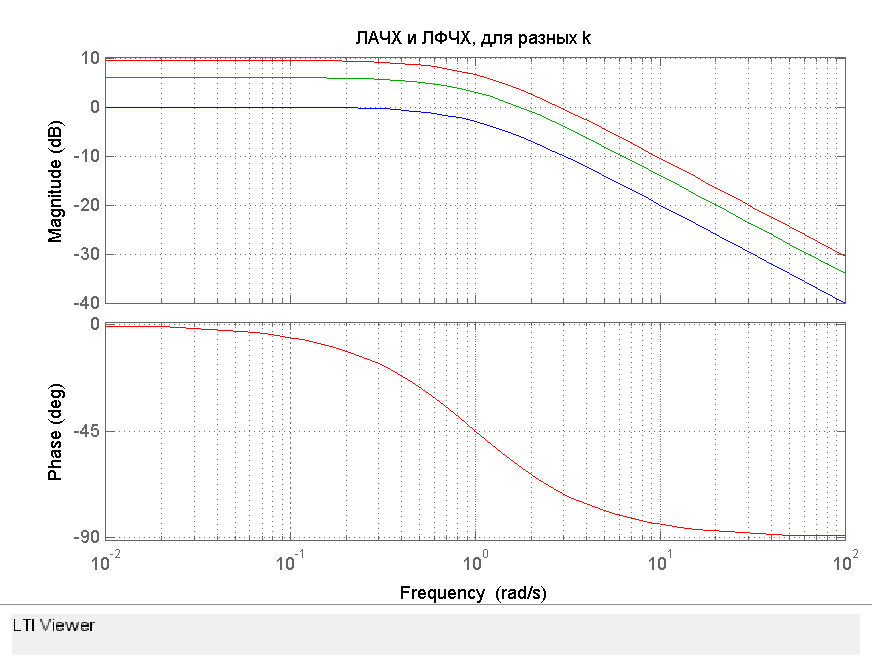 ЛАЧХ и ЛФЧХ, для разных k
Magnitude (dB)
10
0
-10
-20
-30
-40
Phase (deg)
0
-45
-90
10^-2 10^-1 10^0 10^1 10^2
Frequency (rad/s)
LTI Viewer